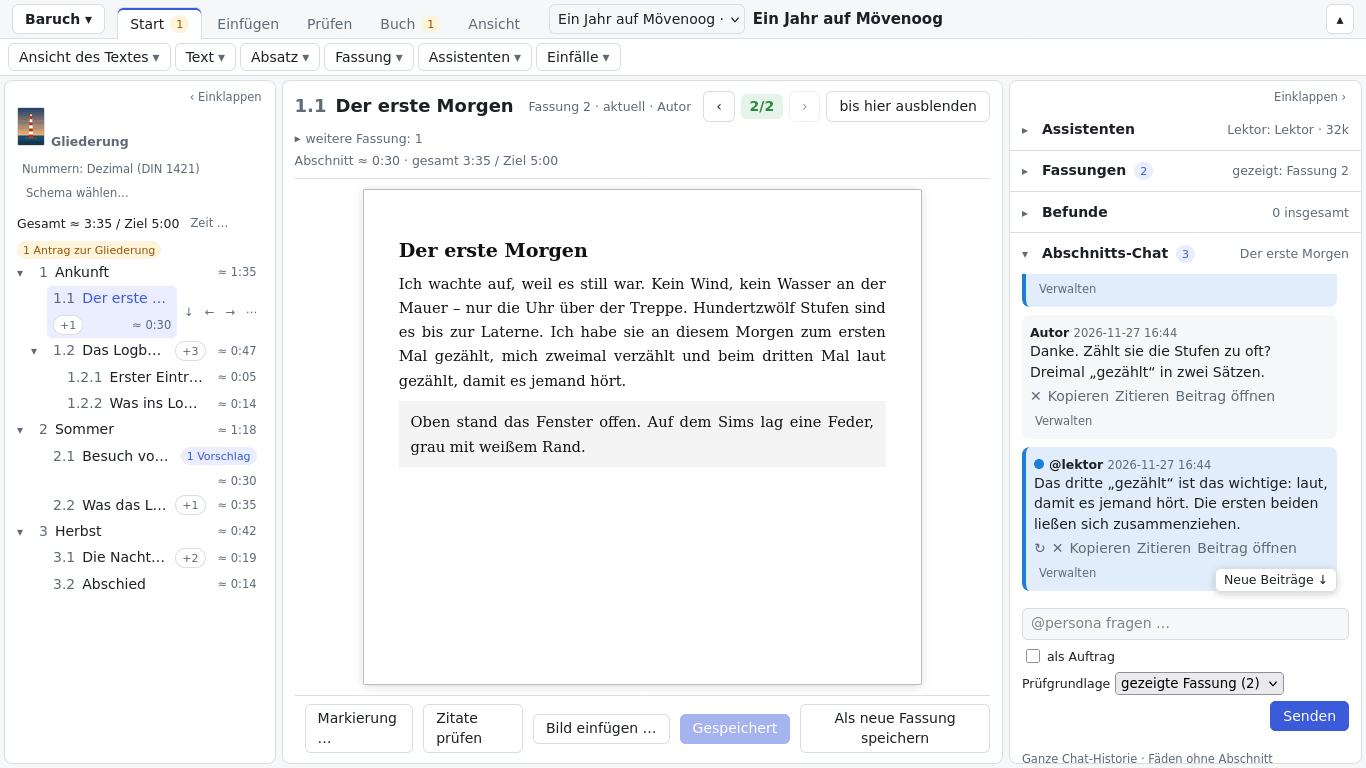 Baruch ▾
Start 1
Einfügen
Prüfen
Buch 1
Ansicht
Ein Jahr auf Mövenoog ·
Ein Jahr auf Mövenoog
▴
Ansicht des Textes ▾
Text ▾
Absatz ▾
Fassung ▾
Assistenten ▾
Einfälle ▾
‹ Einklappen
Gliederung
Nummern: Dezimal (DIN 1421)
Schema wählen…
Gesamt ≈ 3:35 / Ziel 5:00 Zeit ...
1 Antrag zur Gliederung
▾ 1 Ankunft ≈ 1:35
1.1 Der erste …
+1 ≈ 0:30 ↓ ← → ···
▾ 1.2 Das Logb… +3 ≈ 0:47
1.2.1 Erster Eintr… ≈ 0:05
1.2.2 Was ins Lo… ≈ 0:14
▾ 2 Sommer ≈ 1:18
2.1 Besuch vo… 1 Vorschlag
≈ 0:30
2.2 Was das L… +1 ≈ 0:35
▾ 3 Herbst ≈ 0:42
3.1 Die Nacht… +2 ≈ 0:19
3.2 Abschied ≈ 0:14
1.1 Der erste Morgen Fassung 2 · aktuell · Autor ‹ 2/2 › bis hier ausblenden
▸ weitere Fassung: 1
Abschnitt ≈ 0:30 · gesamt 3:35 / Ziel 5:00
Der erste Morgen
Ich wachte auf, weil es still war. Kein Wind, kein Wasser an der
Mauer – nur die Uhr über der Treppe. Hundertzwölf Stufen sind
es bis zur Laterne. Ich habe sie an diesem Morgen zum ersten
Mal gezählt, mich zweimal verzählt und beim dritten Mal laut
gezählt, damit es jemand hört.
Oben stand das Fenster offen. Auf dem Sims lag eine Feder,
grau mit weißem Rand.
Markierung
…
Zitate
prüfen
Bild einfügen …
Gespeichert
Als neue Fassung
speichern
Einklappen ›
▸ Assistenten Lektor: Lektor · 32k
▸ Fassungen 2 gezeigt: Fassung 2
▸ Befunde 0 insgesamt
▾ Abschnitts-Chat 3 Der erste Morgen
Verwalten
Autor 2026-11-27 16:44
Danke. Zählt sie die Stufen zu oft?
Dreimal „gezählt“ in zwei Sätzen.
✕ Kopieren Zitieren Beitrag öffnen
Verwalten
@lektor 2026-11-27 16:44
Das dritte „gezählt“ ist das wichtige: laut,
damit es jemand hört. Die ersten beiden
ließen sich zusammenziehen.
↻ ✕ Kopieren Zitieren Beitrag öffnen
Verwalten
Neue Beiträge ↓
@persona fragen …
als Auftrag
Prüfgrundlage gezeigte Fassung (2)
Senden
Ganze Chat-Historie · Fäden ohne Abschnitt